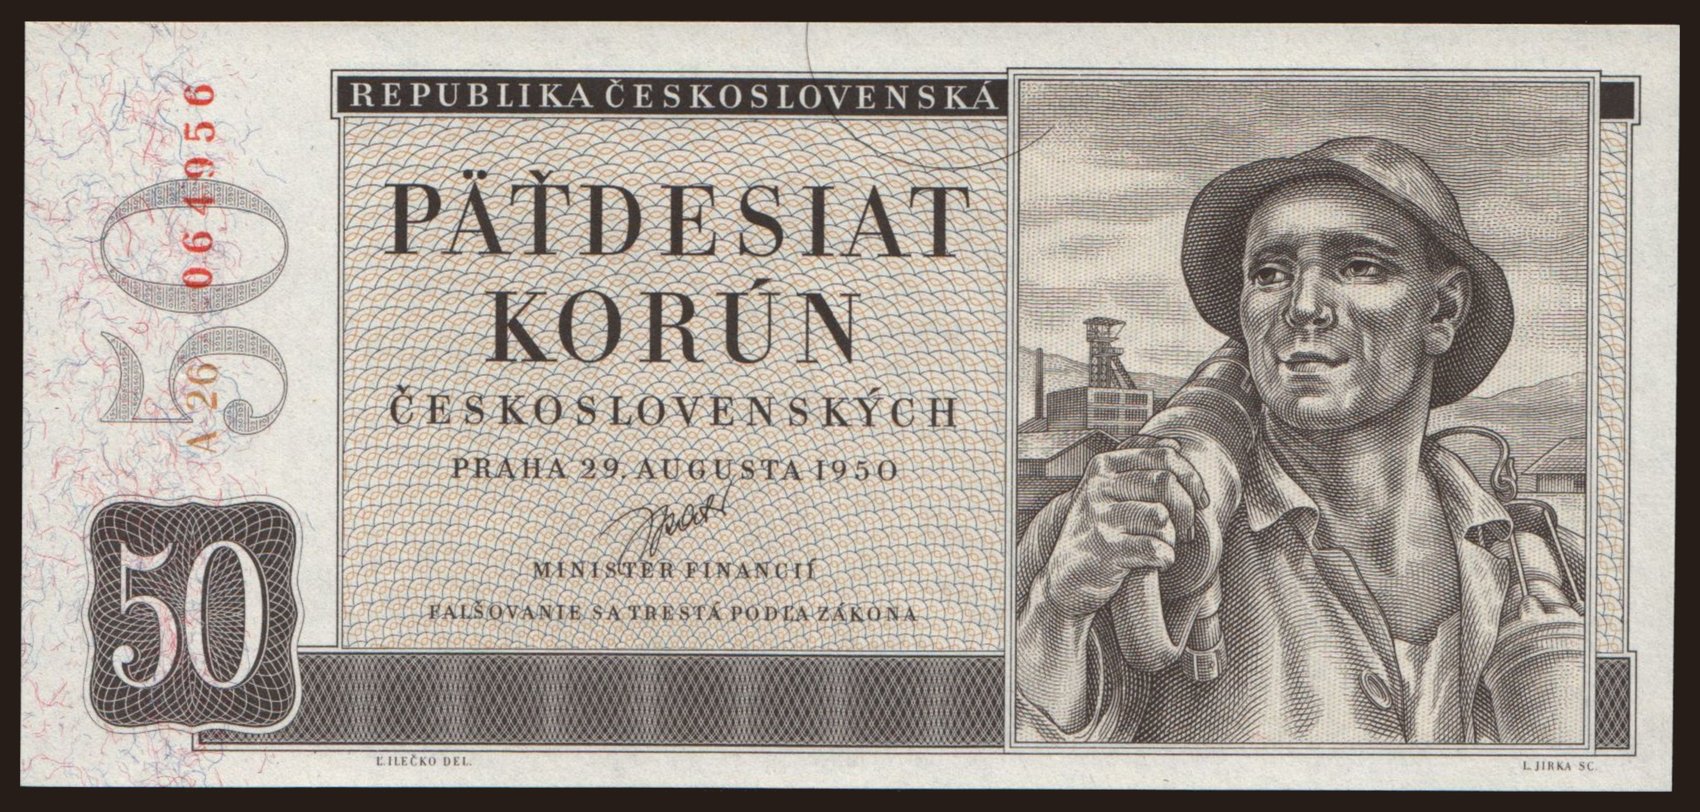 REPUBLIKA ČESKOSLOVENSKÁ
PÄŤDESIAT
KORÚN
ČESKOSLOVENSKÝCH
PRAHA 29. AUGUSTA 1950
MINISTER FINANCIÍ
FALŠOVANIE SA TRESTÁ PODĽA ZÁKONA
50
A 26 064956
50
Ľ. ILEČKO DEL.
L. JIRKA SC.